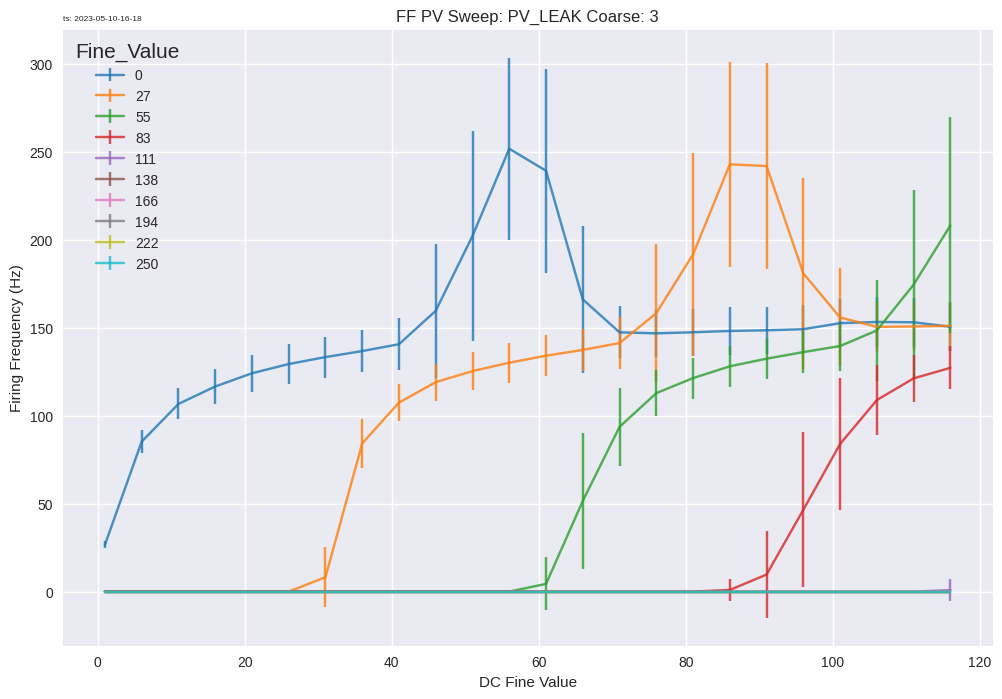 ts: 2023-05-10-16-18
FF PV Sweep: PV_LEAK Coarse: 3
Fine_Value
0
27
55
83
111
138
166
194
222
250
Firing Frequency (Hz)
300
250
200
150
100
50
0
0 20 40 60 80 100 120
DC Fine Value